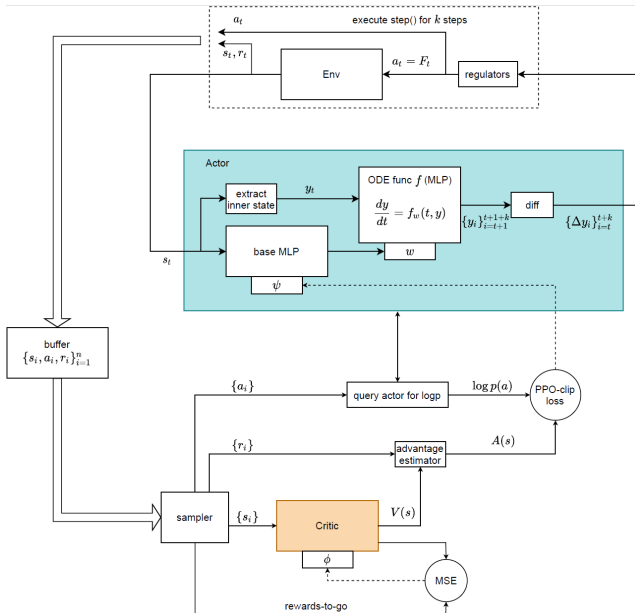 a_t
execute step() for k steps
s_t, r_t
Env
a_t = F_t
regulators
Actor
extract
inner state
y_t
ODE func f (MLP)
dy/dt = f_w(t, y)
{y_i}_{i=t+1}^{t+1+k}
diff
{Δy_i}_{i=t}^{t+k}
s_t
base MLP
w
ψ
buffer
{s_i, a_i, r_i}_{i=1}^n
{a_i}
query actor for logp
log p(a)
PPO-clip
loss
{r_i}
advantage
estimator
A(s)
sampler
{s_i}
Critic
V(s)
ϕ
MSE
rewards-to-go